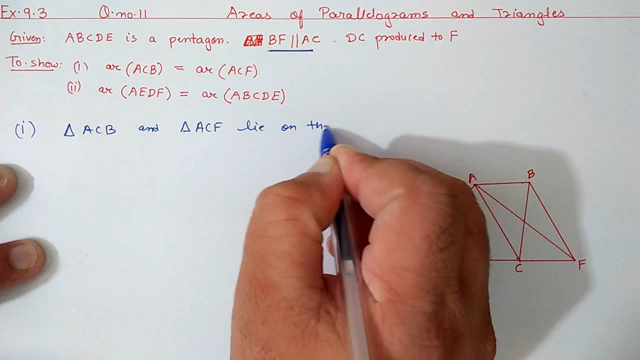 Ex-9.3 Q.no.11 Areas of Parallelograms and Triangles
Given: ABCDE is a pentagon. BF || AC. DC produced to F
To show: (i) ar (ACB) = ar (ACF)
(ii) ar (AEDF) = ar (ABCDE)
(i) Δ ACB and Δ ACF lie on th
A B
C F